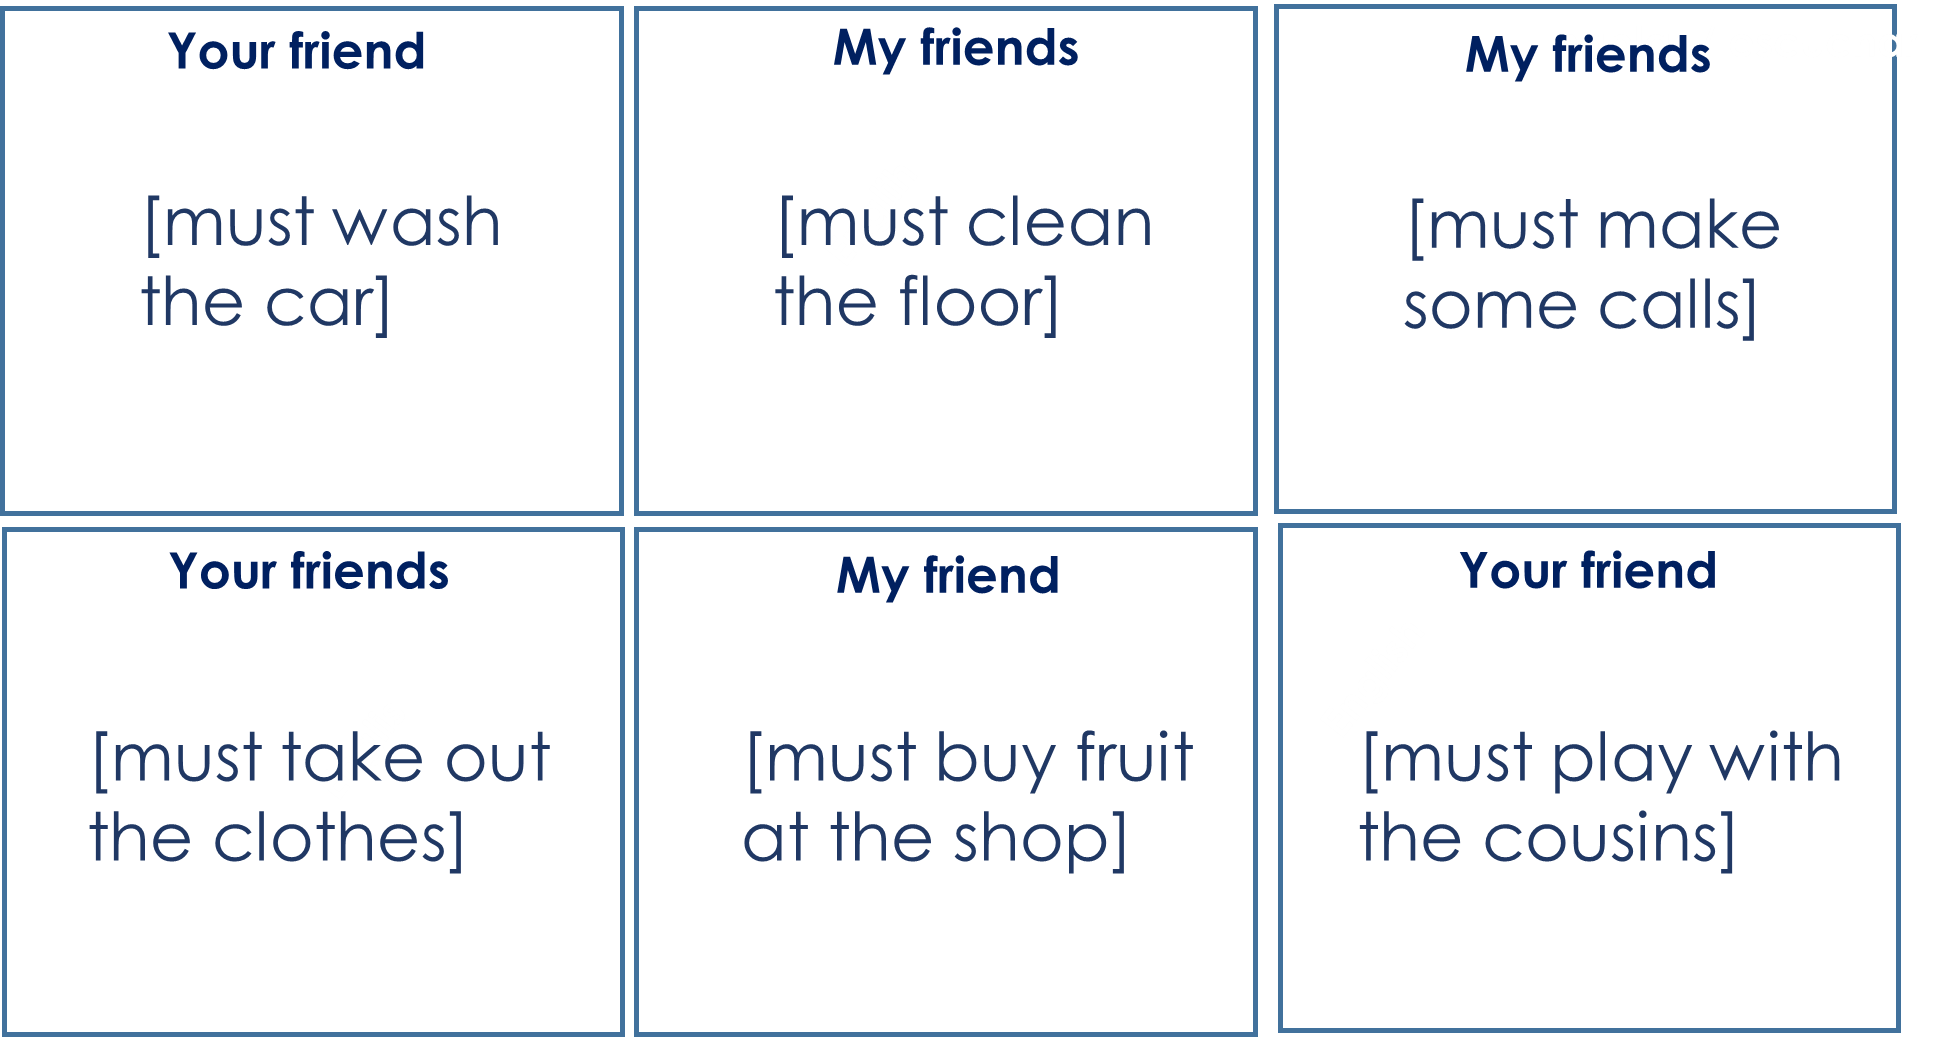 Your friend
[must wash
the car]
My friends
[must clean
the floor]
My friends
[must make
some calls]
Your friends
[must take out
the clothes]
My friend
[must buy fruit
at the shop]
Your friend
[must play with
the cousins]